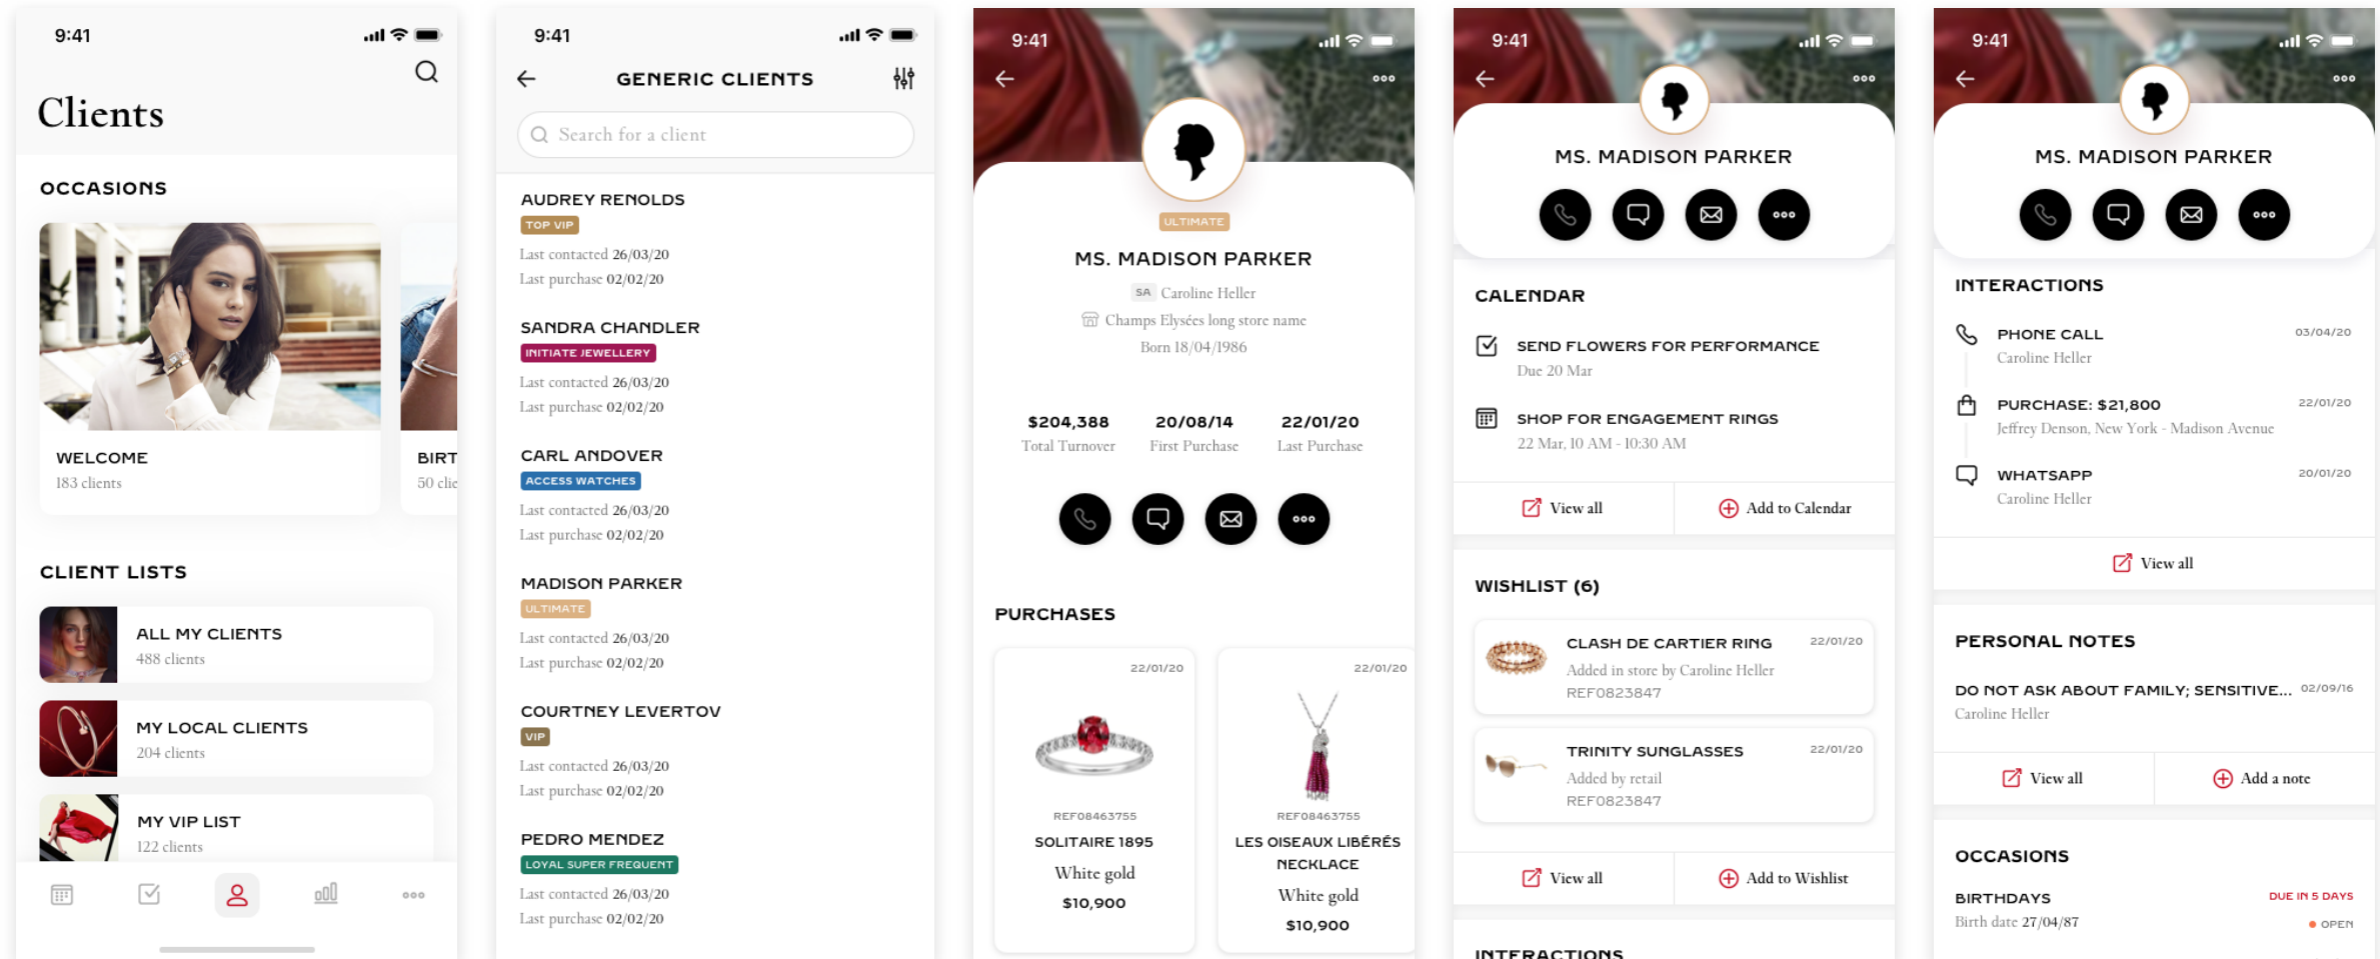 9:41
Clients
OCCASIONS
WELCOME
183 clients
BIRT
50 clie
CLIENT LISTS
ALL MY CLIENTS
488 clients
MY LOCAL CLIENTS
204 clients
MY VIP LIST
122 clients
9:41
GENERIC CLIENTS
Search for a client
AUDREY RENOLDS
TOP VIP
Last contacted 26/03/20
Last purchase 02/02/20
SANDRA CHANDLER
INITIATE JEWELLERY
Last contacted 26/03/20
Last purchase 02/02/20
CARL ANDOVER
ACCESS WATCHES
Last contacted 26/03/20
Last purchase 02/02/20
MADISON PARKER
ULTIMATE
Last contacted 26/03/20
Last purchase 02/02/20
COURTNEY LEVERTOV
VIP
Last contacted 26/03/20
Last purchase 02/02/20
PEDRO MENDEZ
LOYAL SUPER FREQUENT
Last contacted 26/03/20
Last purchase 02/02/20
9:41
ULTIMATE
MS. MADISON PARKER
SA Caroline Heller
Champs Elysées long store name
Born 18/04/1986
$204,388 20/08/14 22/01/20
Total Turnover First Purchase Last Purchase
PURCHASES
22/01/20
REF08463755
SOLITAIRE 1895
White gold
$10,900
22/01/20
REF08463755
LES OISEAUX LIBÉRÉS
NECKLACE
White gold
$10,900
9:41
MS. MADISON PARKER
CALENDAR
SEND FLOWERS FOR PERFORMANCE
Due 20 Mar
SHOP FOR ENGAGEMENT RINGS
22 Mar, 10 AM - 10:30 AM
View all Add to Calendar
WISHLIST (6)
CLASH DE CARTIER RING 22/01/20
Added in store by Caroline Heller
REF0823847
TRINITY SUNGLASSES 22/01/20
Added by retail
REF0823847
View all Add to Wishlist
INTERACTIONS
9:41
MS. MADISON PARKER
INTERACTIONS
PHONE CALL 03/04/20
Caroline Heller
PURCHASE: $21,800 22/01/20
Jeffrey Denson, New York - Madison Avenue
WHATSAPP 20/01/20
Caroline Heller
View all
PERSONAL NOTES
DO NOT ASK ABOUT FAMILY; SENSITIVE... 02/09/16
Caroline Heller
View all Add a note
OCCASIONS
BIRTHDAYS DUE IN 5 DAYS
Birth date 27/04/87 OPEN